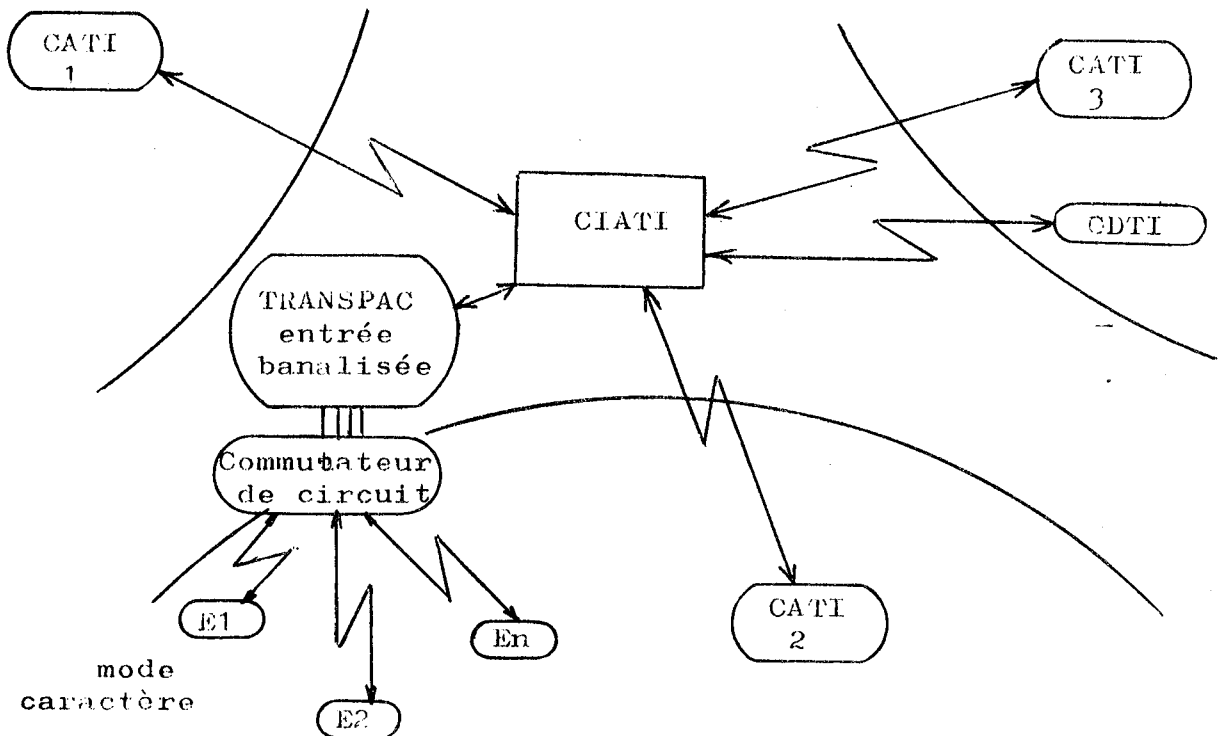 CATI
1
CATI
3
CIATI
CDTI
TRANSPAC
entrée
banalisée
Commutateur
de circuit
E1
En
CATI
2
mode
caractère
E2